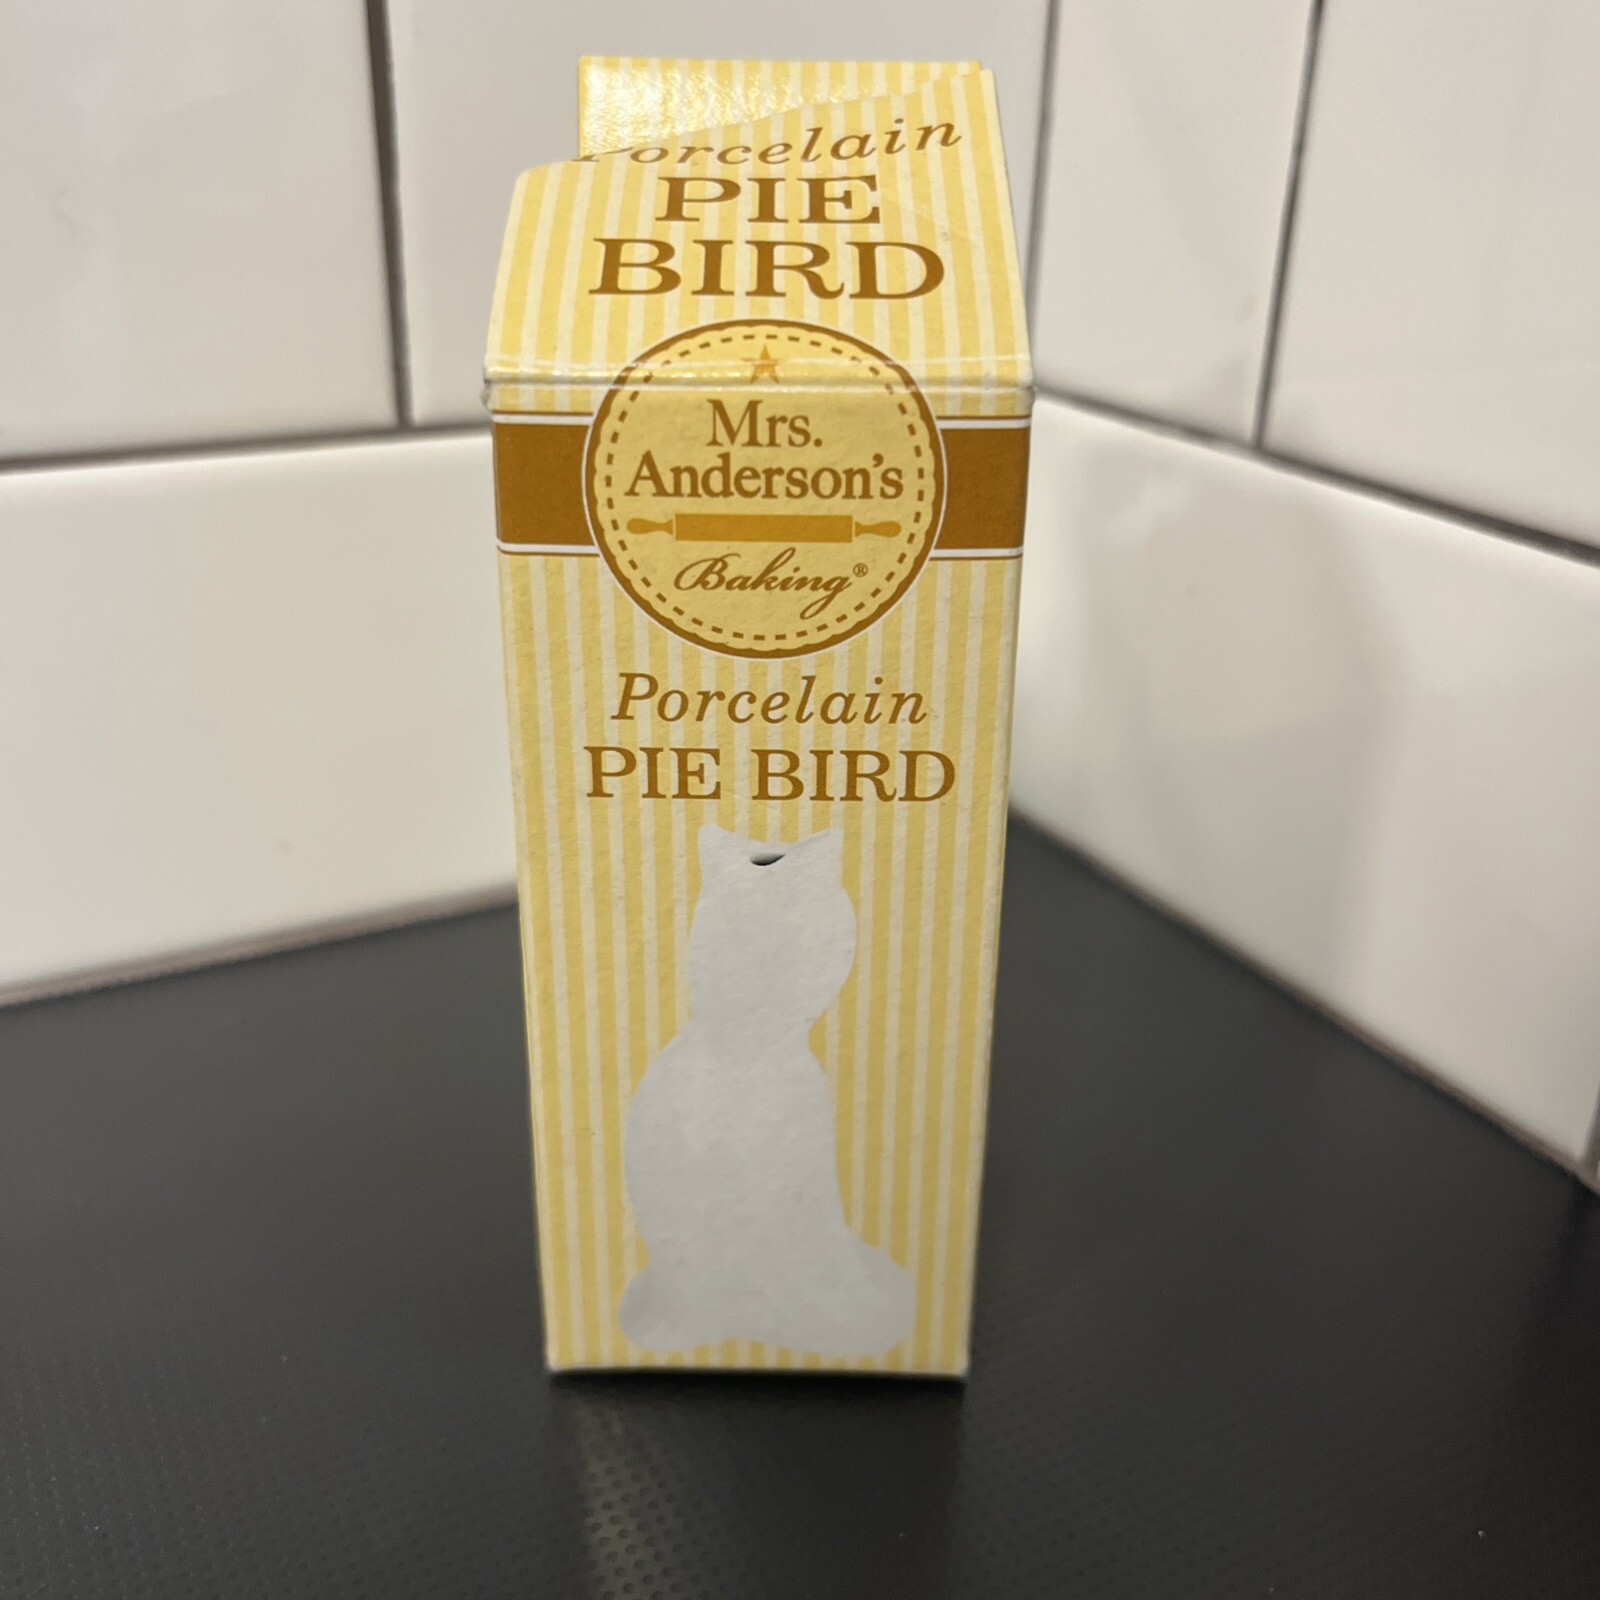 Porcelain
PIE
BIRD
Mrs.
Anderson's
Baking®
Porcelain
PIE BIRD